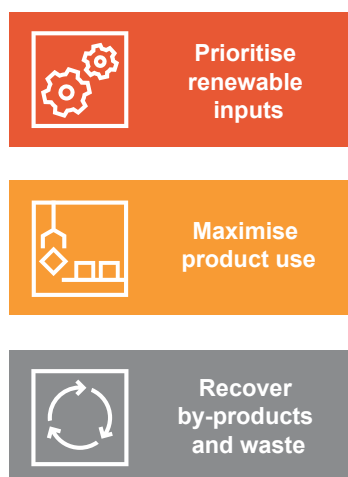 Prioritise
renewable
inputs
Maximise
product use
Recover
by-products
and waste